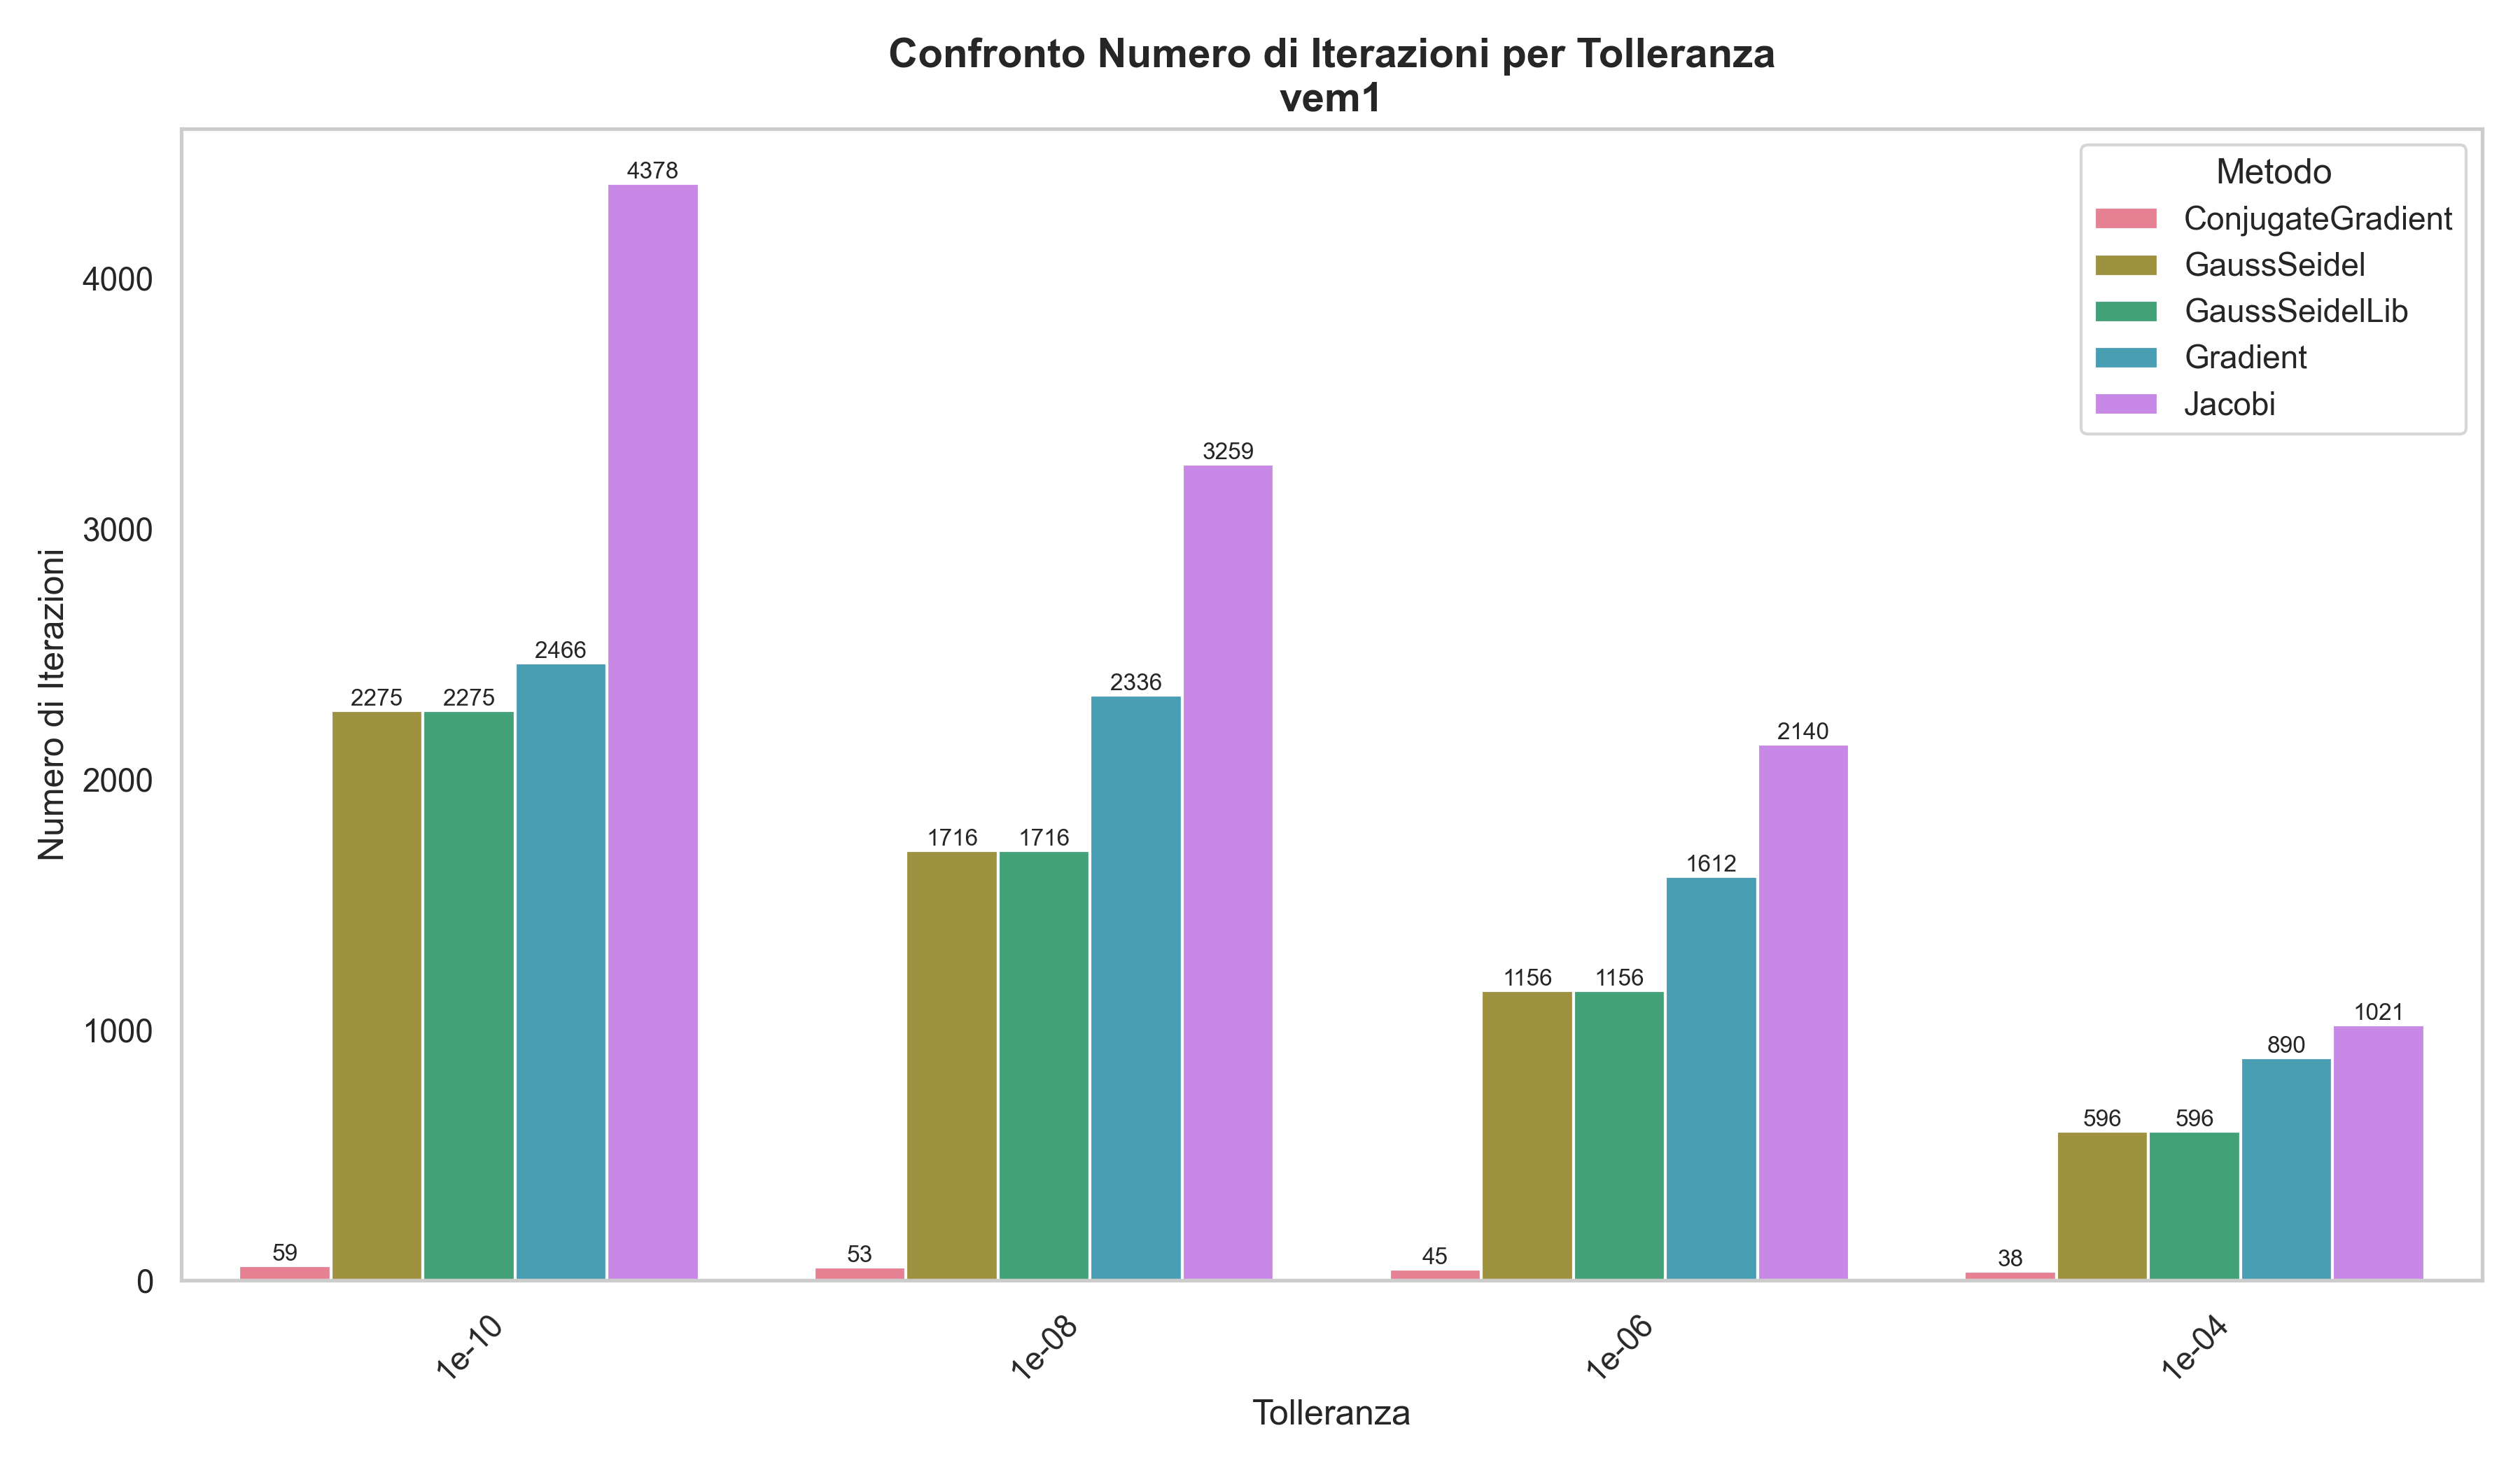 Confronto Numero di Iterazioni per Tolleranza
vem1
Metodo
ConjugateGradient
GaussSeidel
GaussSeidelLib
Gradient
Jacobi
Numero di Iterazioni
4000
3000
2000
1000
0
59
2275
2275
2466
4378
53
1716
1716
2336
3259
45
1156
1156
1612
2140
38
596
596
890
1021
1e-10
1e-08
1e-06
1e-04
Tolleranza